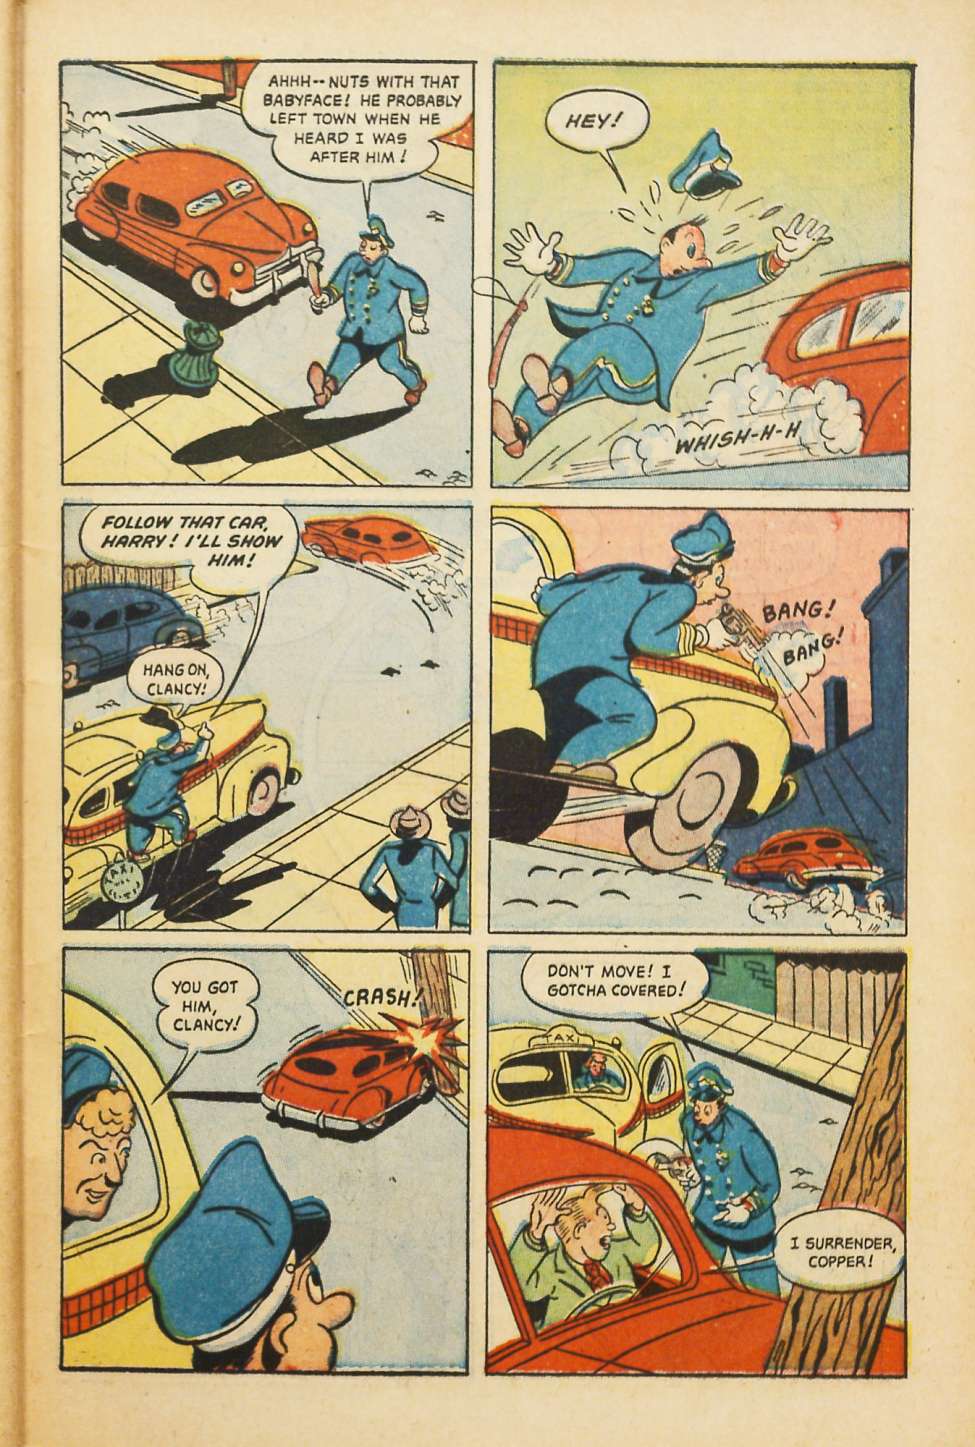 AHHH--NUTS WITH THAT
BABYFACE! HE PROBABLY
LEFT TOWN WHEN HE
HEARD I WAS
AFTER HIM!
HEY!
WHISH-H-H
FOLLOW THAT CAR,
HARRY! I'LL SHOW
HIM!
HANG ON,
CLANCY!
TAXI
BANG!
BANG!
YOU GOT
HIM,
CLANCY!
CRASH!
DON'T MOVE! I
GOTCHA COVERED!
TAXI
I SURRENDER,
COPPER!